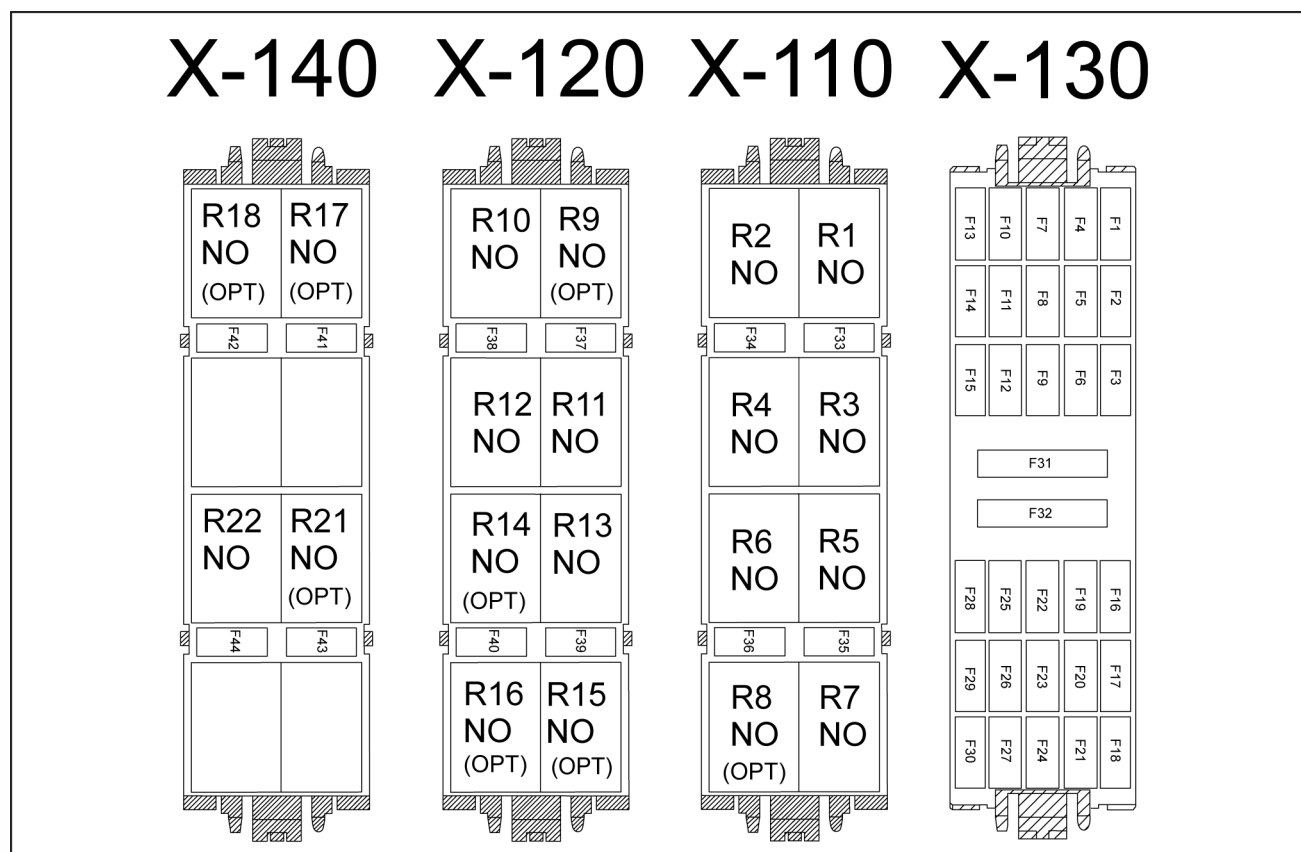 X-140 X-120 X-110 X-130
R18 R17
NO NO
(OPT) (OPT)
F42 F41
R22 R21
NO NO
(OPT)
F44 F43
R10 R9
NO NO
(OPT)
F38 F37
R12 R11
NO NO
R14 R13
NO NO
(OPT)
F40 F39
R16 R15
NO NO
(OPT) (OPT)
R2 R1
NO NO
F34 F33
R4 R3
NO NO
R6 R5
NO NO
F36 F35
R8 R7
NO NO
(OPT)
F13 F10 F7 F4 F1
F14 F11 F8 F5 F2
F15 F12 F9 F6 F3
F31
F32
F28 F25 F22 F19 F16
F29 F26 F23 F20 F17
F30 F27 F24 F21 F18